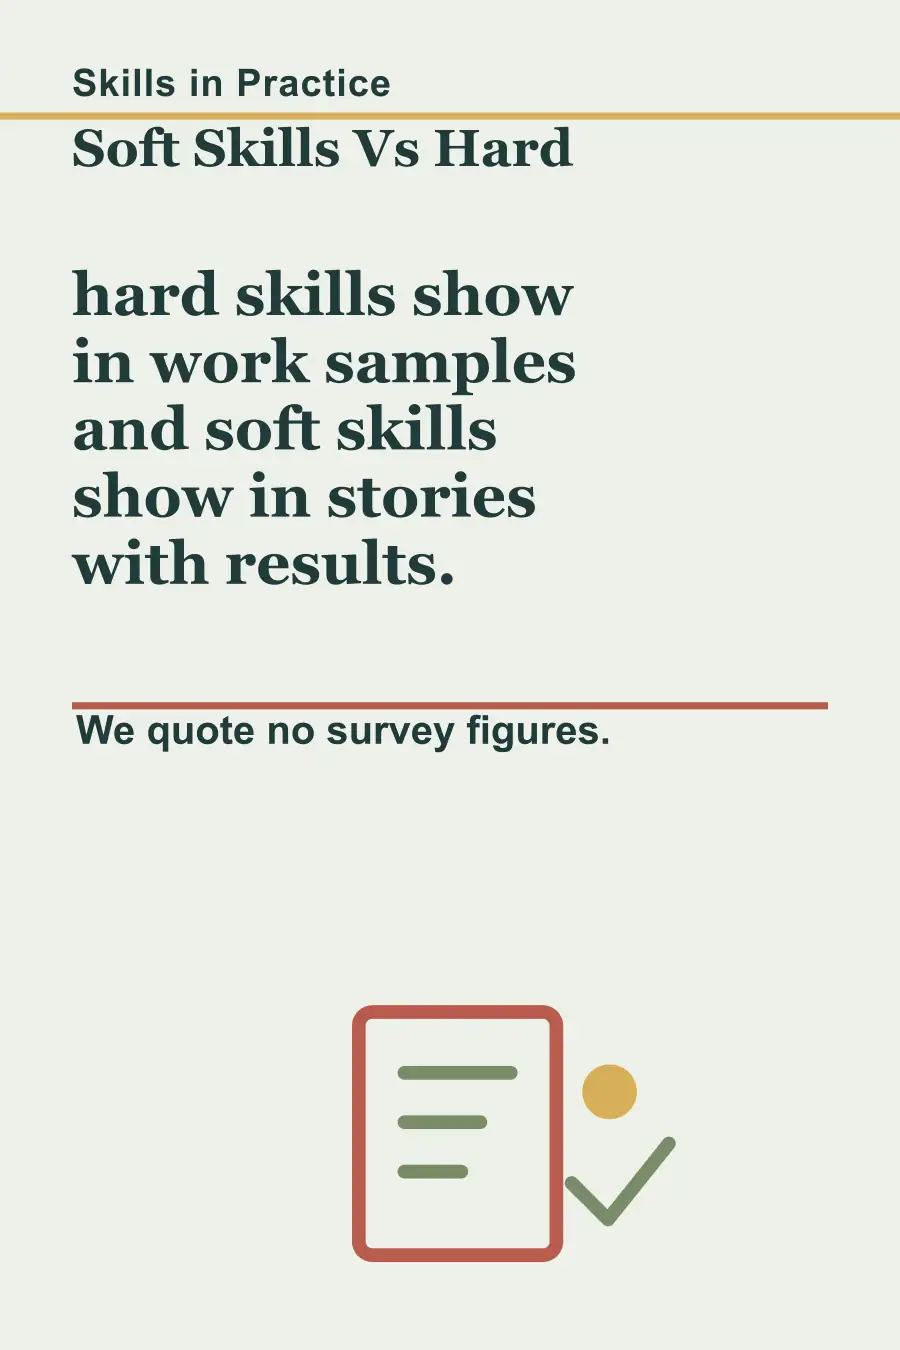 Skills in Practice
Soft Skills Vs Hard
hard skills show
in work samples
and soft skills
show in stories
with results.
We quote no survey figures.